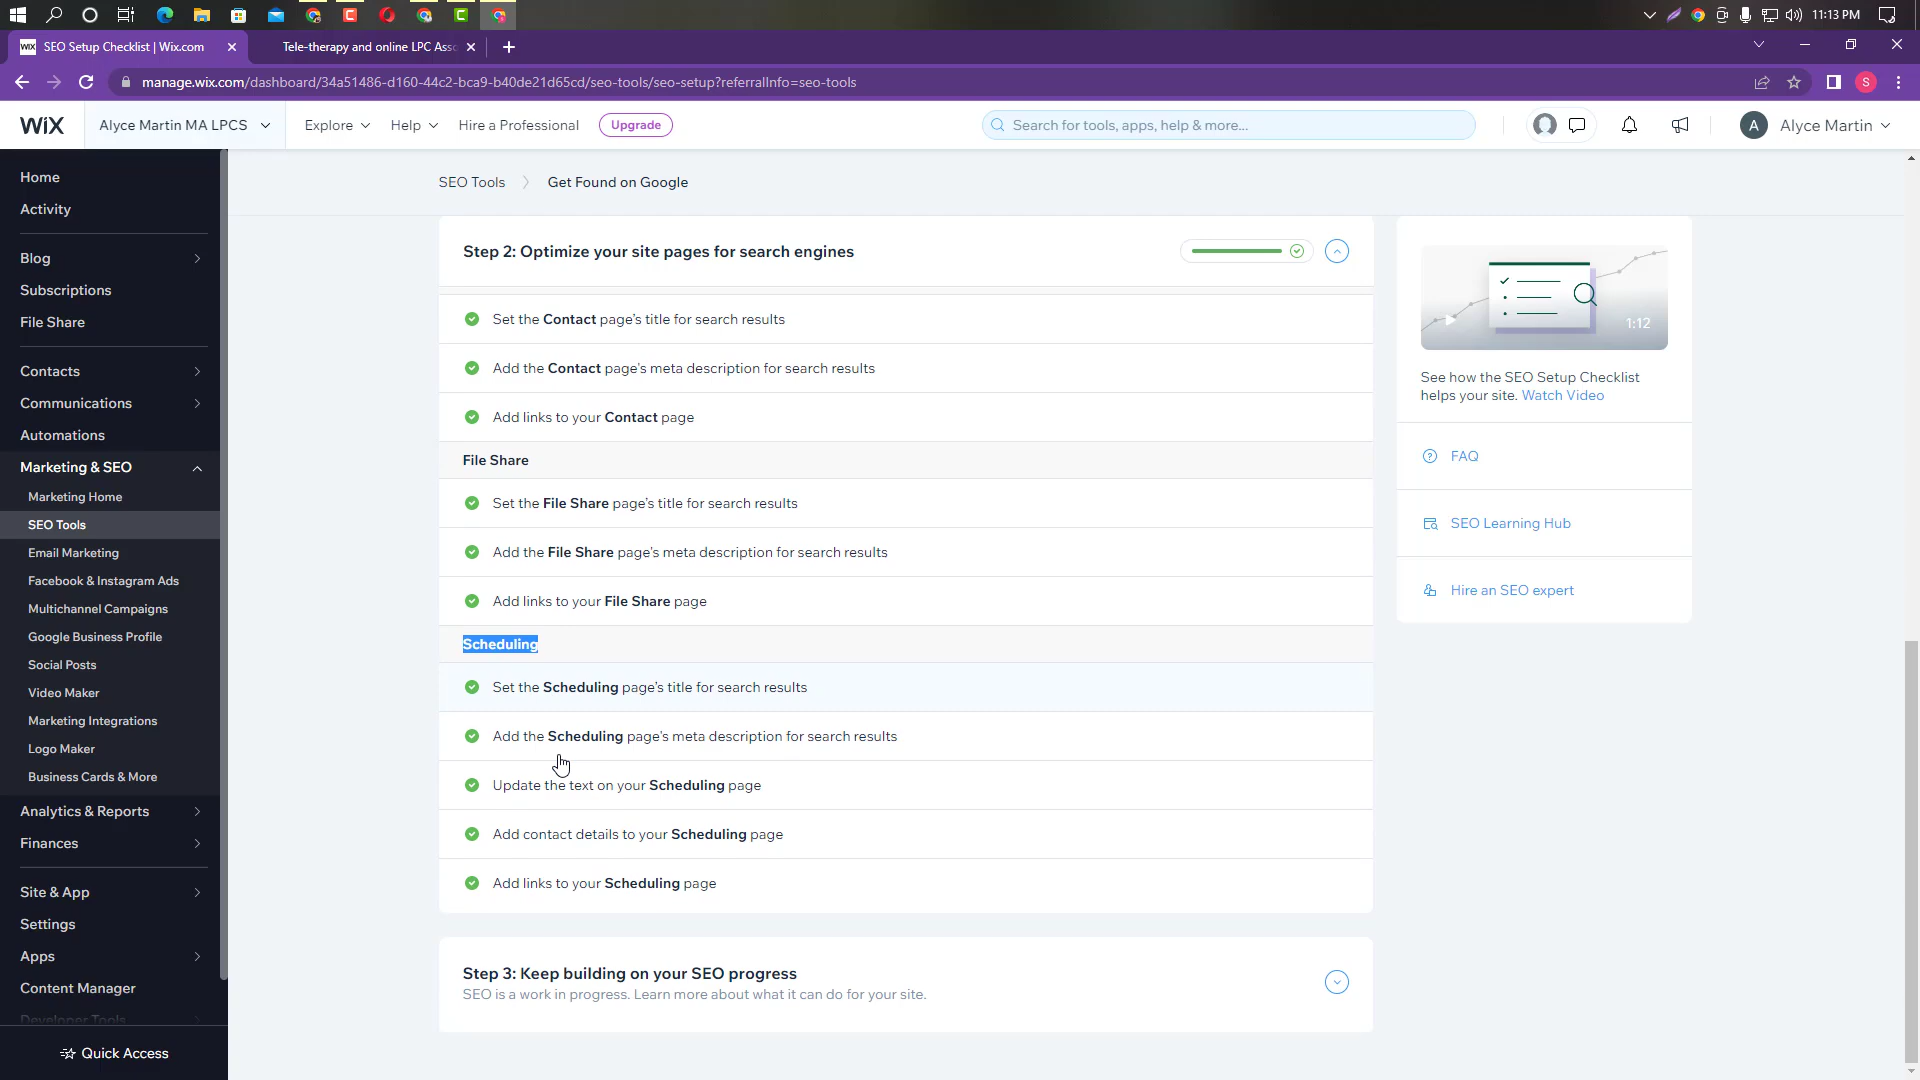 11:13 PM
WiX SEO Setup Checklist | Wix.com
Tele-therapy and online LPC Asso
manage.wix.com/dashboard/34a51486-d160-44c2-bca9-b40de21d65cd/seo-tools/seo-setup?referralInfo=seo-tools
S
WiX
Alyce Martin MA LPCS
Explore
Help
Hire a Professional
Upgrade
Search for tools, apps, help & more...
A
Alyce Martin
Home
Activity
Blog
Subscriptions
File Share
Contacts
Communications
Automations
Marketing & SEO
Marketing Home
SEO Tools
Email Marketing
Facebook & Instagram Ads
Multichannel Campaigns
Google Business Profile
Social Posts
Video Maker
Marketing Integrations
Logo Maker
Business Cards & More
Analytics & Reports
Finances
Site & App
Settings
Apps
Content Manager
Developer Tools
Quick Access
SEO Tools
Get Found on Google
Step 2: Optimize your site pages for search engines
Set the Contact page's title for search results
Add the Contact page's meta description for search results
Add links to your Contact page
File Share
Set the File Share page's title for search results
Add the File Share page's meta description for search results
Add links to your File Share page
Scheduling
Set the Scheduling page's title for search results
Add the Scheduling page's meta description for search results
Update the text on your Scheduling page
Add contact details to your Scheduling page
Add links to your Scheduling page
Step 3: Keep building on your SEO progress
SEO is a work in progress. Learn more about what it can do for your site.
1:12
See how the SEO Setup Checklist
helps your site. Watch Video
FAQ
SEO Learning Hub
Hire an SEO expert